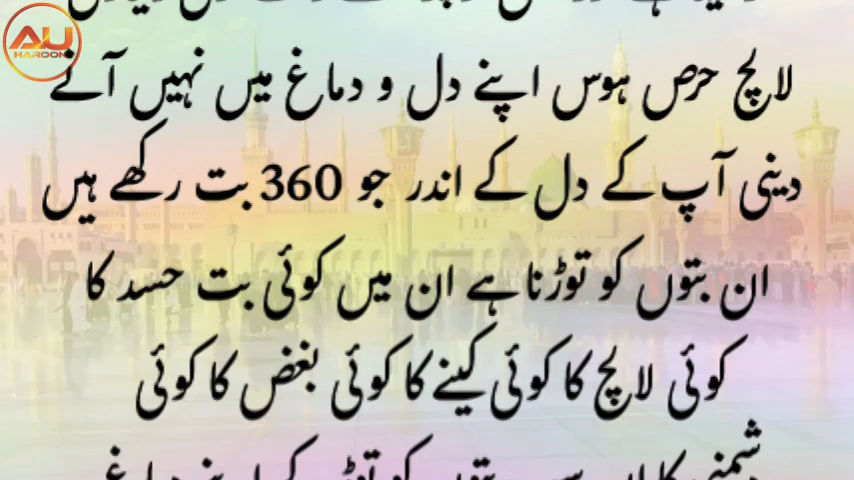 AU
HAROON
لالچ حرص ہوس اپنے دل و دماغ میں نہیں آنے
دینی آپ کے دل کے اندر جو 360 بت رکھے ہیں
ان بتوں کو توڑنا ہے ان میں کوئی بت حسد کا
کوئی لالچ کا کوئی کینے کا کوئی بغض کا کوئی